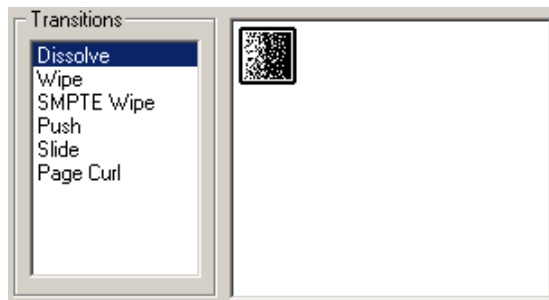 Transitions
Dissolve
Wipe
SMPTE Wipe
Push
Slide
Page Curl